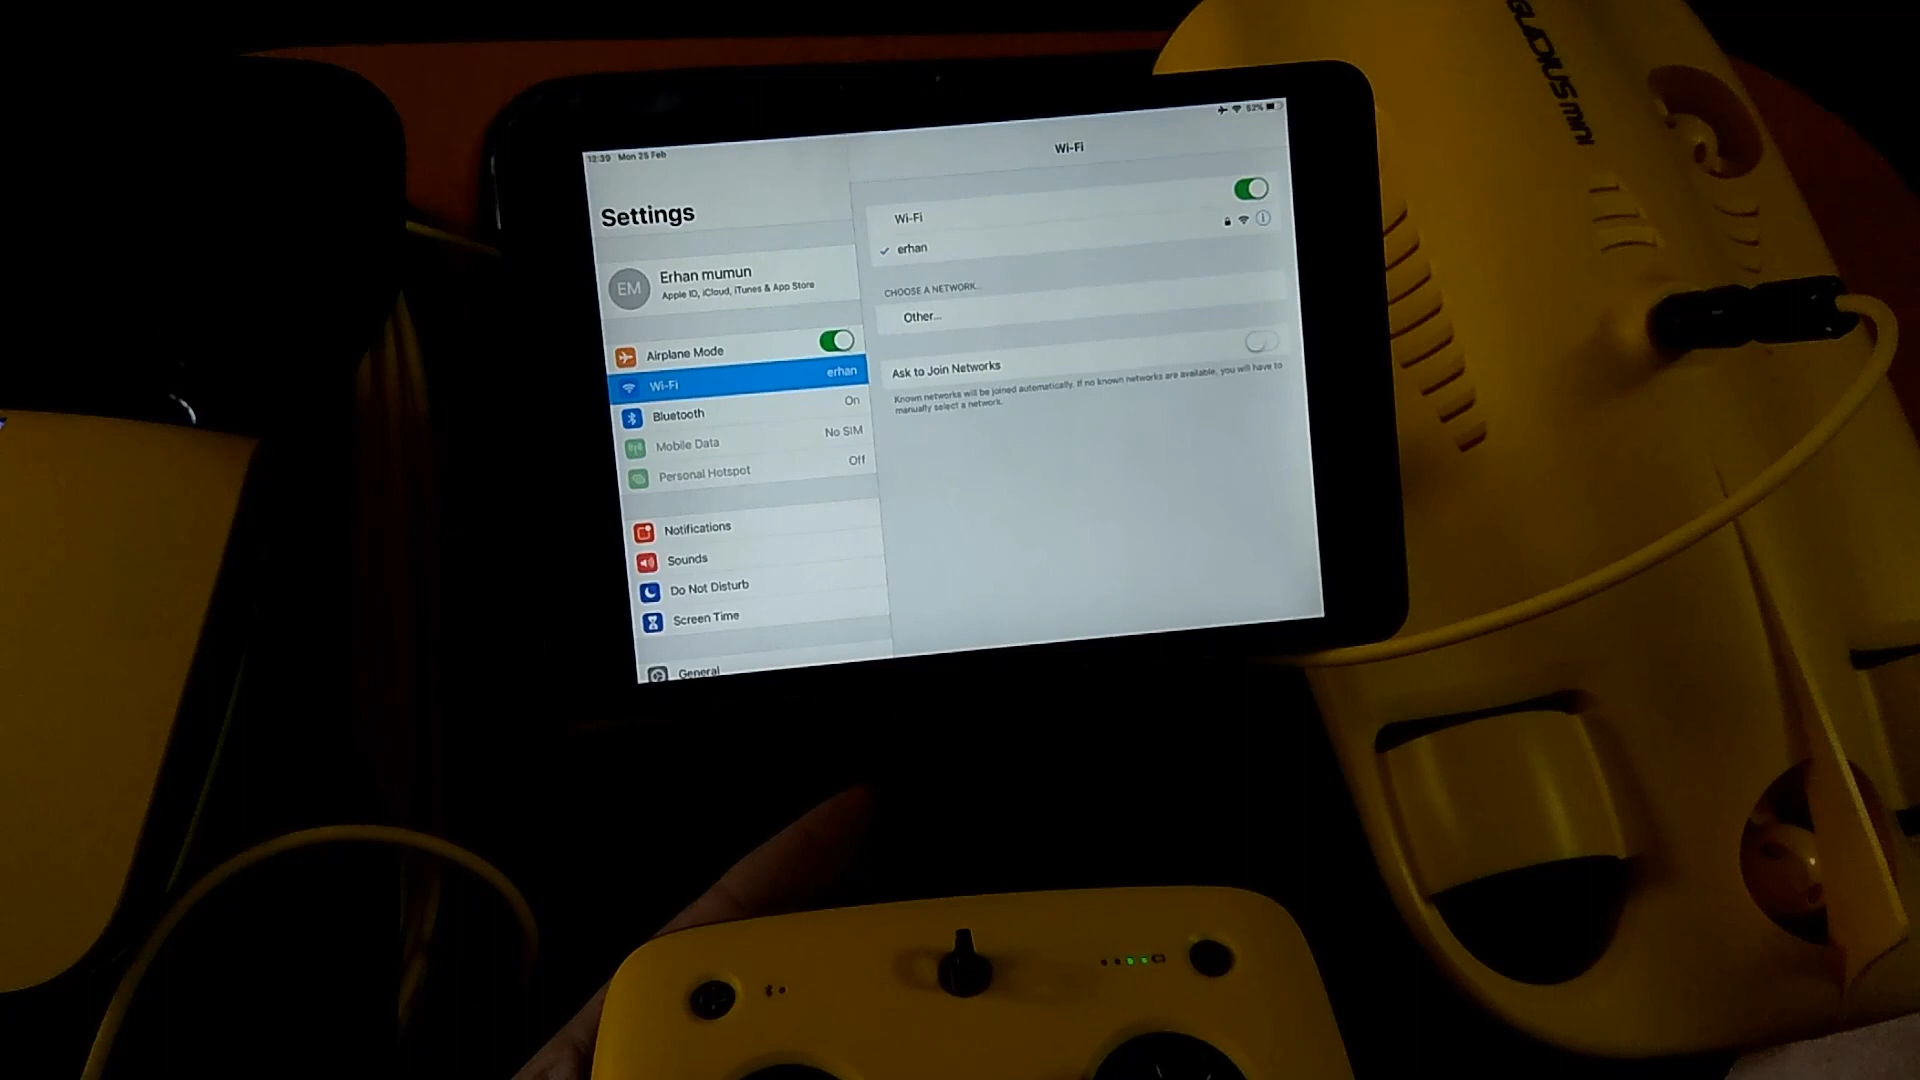 12:39 Mon 25 Feb
52%
Settings
EM
Erhan mumun
Apple ID, iCloud, iTunes & App Store
Airplane Mode
Wi-Fi erhan
Bluetooth On
Mobile Data No SIM
Personal Hotspot Off
Notifications
Sounds
Do Not Disturb
Screen Time
General
Wi-Fi
Wi-Fi
erhan
CHOOSE A NETWORK...
Other...
Ask to Join Networks
Known networks will be joined automatically. If no known networks are available, you will have to
manually select a network.
GLADIUS mini